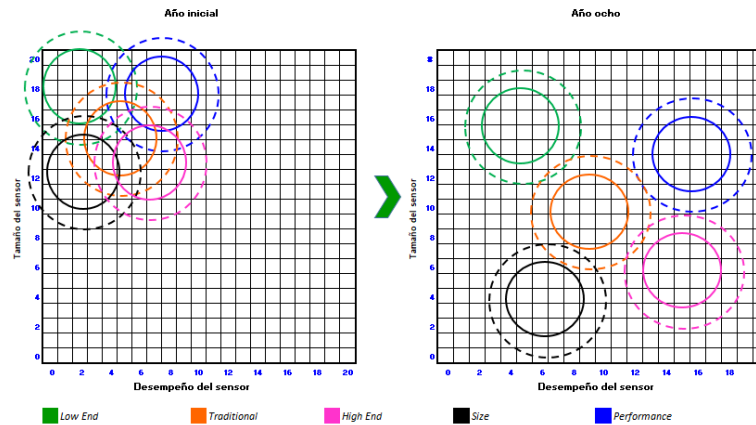 Año inicial
Año ocho
20
18
16
14
12
10
8
6
4
2
0
Tamaño del sensor
0 2 4 6 8 10 12 14 16 18 20
Desempeño del sensor
8
18
16
14
12
10
8
6
4
2
0
Tamaño del sensor
0 2 4 6 8 10 12 14 16 18
Desempeño del sensor
Low End Traditional High End Size Performance